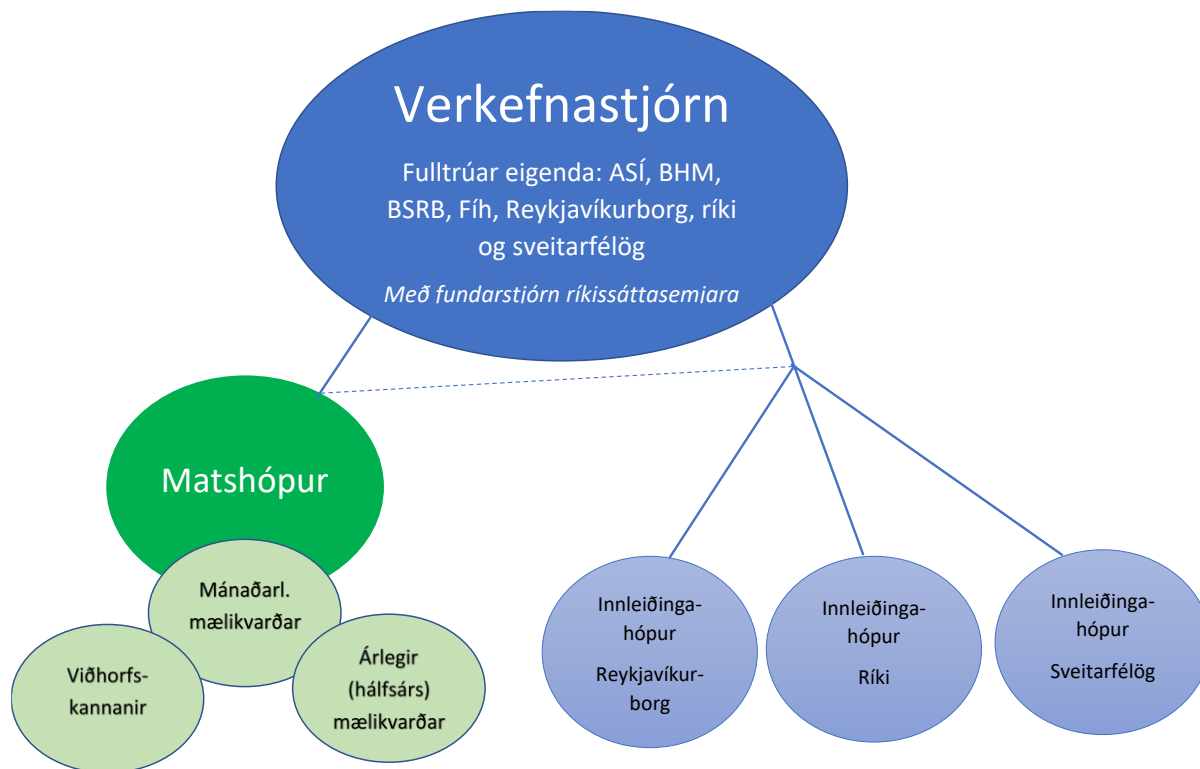 Verkefnastjórn
Fulltrúar eigenda: ASÍ, BHM,
BSRB, Fíh, Reykjavíkurborg, ríki
og sveitarfélög
Með fundarstjórn ríkissáttasemjara
Matshópur
Mánaðarl.
mælikvarðar
Viðhorfs-
kannanir
Árlegir
(hálfsárs)
mælikvarðar
Innleiðinga-
hópur
Reykjavíkur-
borg
Innleiðinga-
hópur
Ríki
Innleiðinga-
hópur
Sveitarfélög